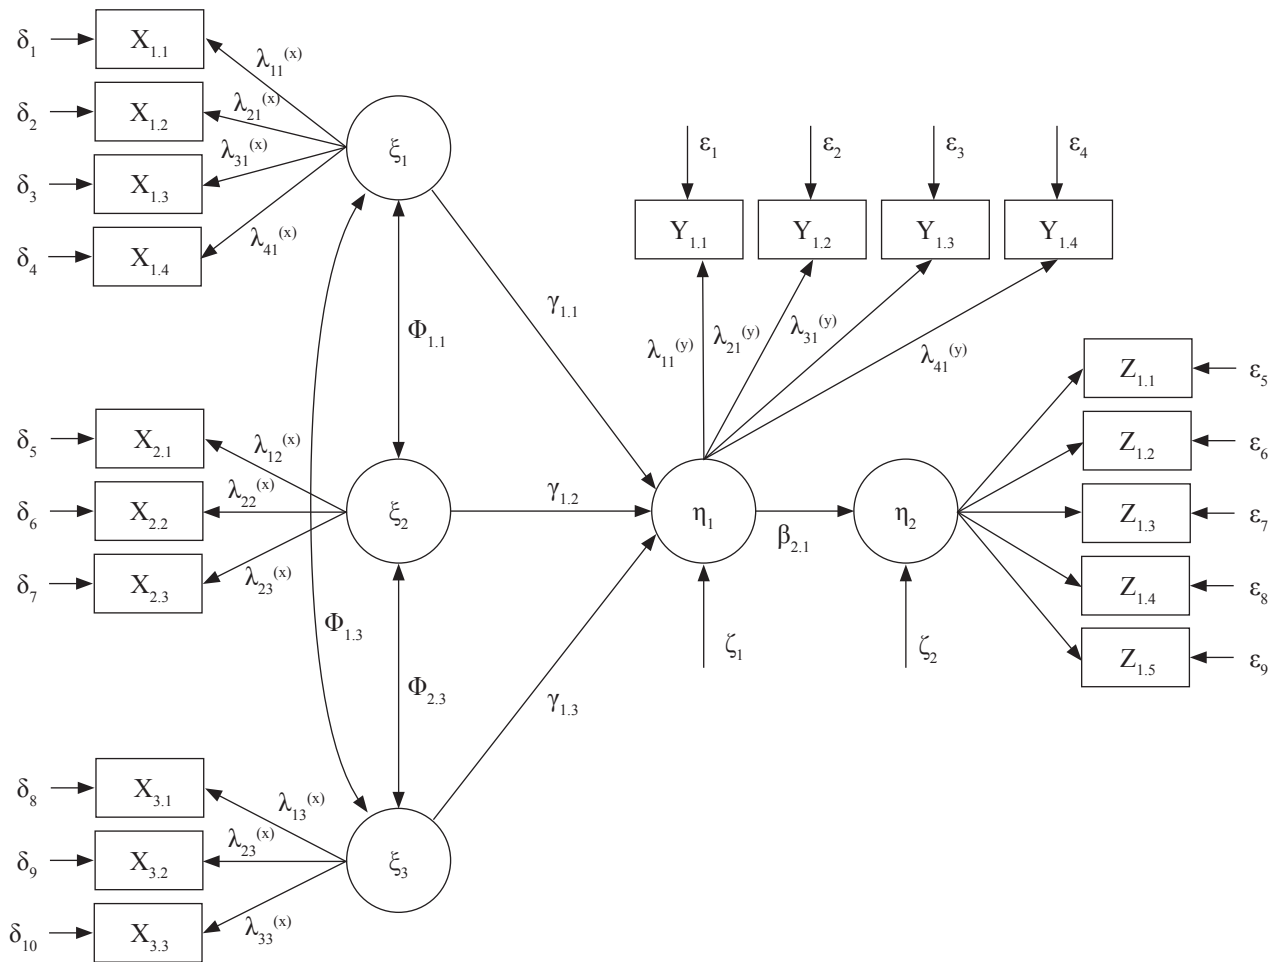 δ₁ X₁.₁ λ₁₁⁽ˣ⁾
δ₂ X₁.₂ λ₂₁⁽ˣ⁾
δ₃ X₁.₃ λ₃₁⁽ˣ⁾
δ₄ X₁.₄ λ₄₁⁽ˣ⁾
ξ₁
ε₁ ε₂ ε₃ ε₄
Y₁.₁ Y₁.₂ Y₁.₃ Y₁.₄
γ₁.₁
Φ₁.₁
λ₁₁⁽ʸ⁾ λ₂₁⁽ʸ⁾ λ₃₁⁽ʸ⁾ λ₄₁⁽ʸ⁾
δ₅ X₂.₁ λ₁₂⁽ˣ⁾
δ₆ X₂.₂ λ₂₂⁽ˣ⁾
δ₇ X₂.₃ λ₂₃⁽ˣ⁾
ξ₂ γ₁.₂ η₁ β₂.₁ η₂
Z₁.₁ ε₅
Z₁.₂ ε₆
Z₁.₃ ε₇
Z₁.₄ ε₈
Z₁.₅ ε₉
Φ₁.₃
ζ₁ ζ₂
Φ₂.₃
γ₁.₃
δ₈ X₃.₁ λ₁₃⁽ˣ⁾
δ₉ X₃.₂ λ₂₃⁽ˣ⁾
δ₁₀ X₃.₃ λ₃₃⁽ˣ⁾
ξ₃